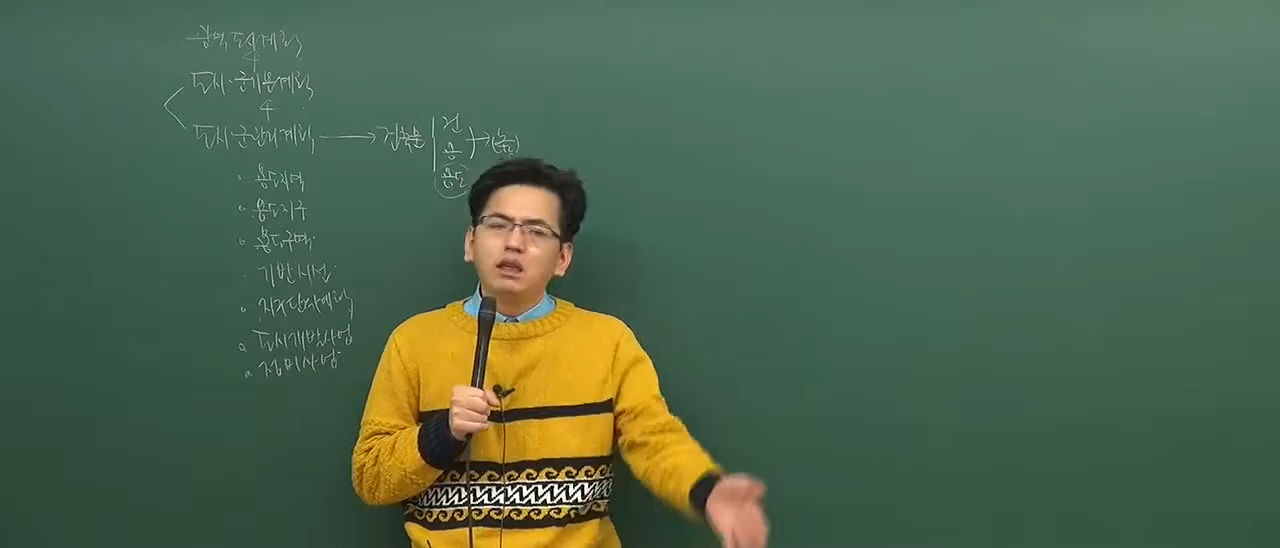 광역도시계획
도시·군기본계획
도시·군관리계획 → 건축물 건 용 용도
용도지역
용도지구
용도구역
기반시설
지구단위계획
도시개발사업
정비사업